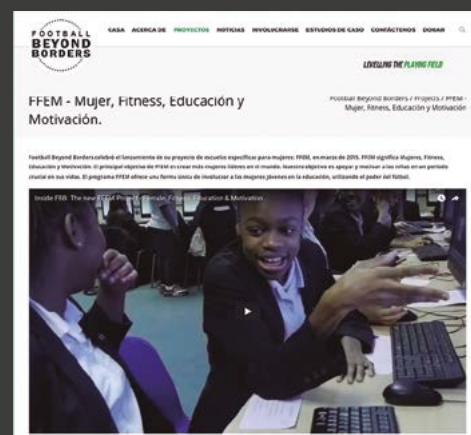 FOOTBALL
BEYOND
BORDERS
CASA ACERCA DE PROYECTOS NOTICIAS INVOLUCRARSE ESTUDIOS DE CASO CONTÁCTENOS DONAR
LEVELLING THE PLAYING FIELD
FFEM - Mujer, Fitness, Educación y
Motivación.
Football Beyond Borders / Projects / FFEM -
Mujer, Fitness, Educación y Motivación
Football Beyond Borders celebró el lanzamiento de su proyecto de escuelas específicas para mujeres: FFEM, en marzo de 2015. FFEM significa Mujeres, Fitness,
Educación y Motivación. El principal objetivo de FFEM es crear más mujeres líderes en el mundo. Nuestro objetivo es apoyar y motivar a las niñas en un período
crucial en sus vidas. El programa FFEM ofrece una forma única de involucrar a las mujeres jóvenes en la educación, utilizando el poder del fútbol.
Inside FBB: The new FFEM Project - Female, Fitness, Education & Motivation